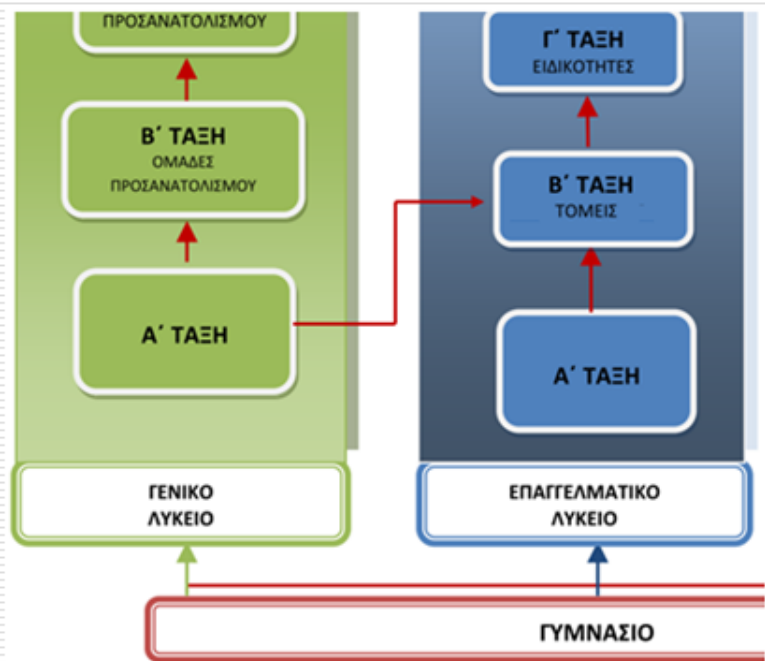 ΠΡΟΣΑΝΑΤΟΛΙΣΜΟΥ
Β΄ ΤΑΞΗ
ΟΜΑΔΕΣ
ΠΡΟΣΑΝΑΤΟΛΙΣΜΟΥ
Α΄ ΤΑΞΗ
ΓΕΝΙΚΟ
ΛΥΚΕΙΟ
Γ΄ ΤΑΞΗ
ΕΙΔΙΚΟΤΗΤΕΣ
Β΄ ΤΑΞΗ
ΤΟΜΕΙΣ
Α΄ ΤΑΞΗ
ΕΠΑΓΓΕΛΜΑΤΙΚΟ
ΛΥΚΕΙΟ
ΓΥΜΝΑΣΙΟ